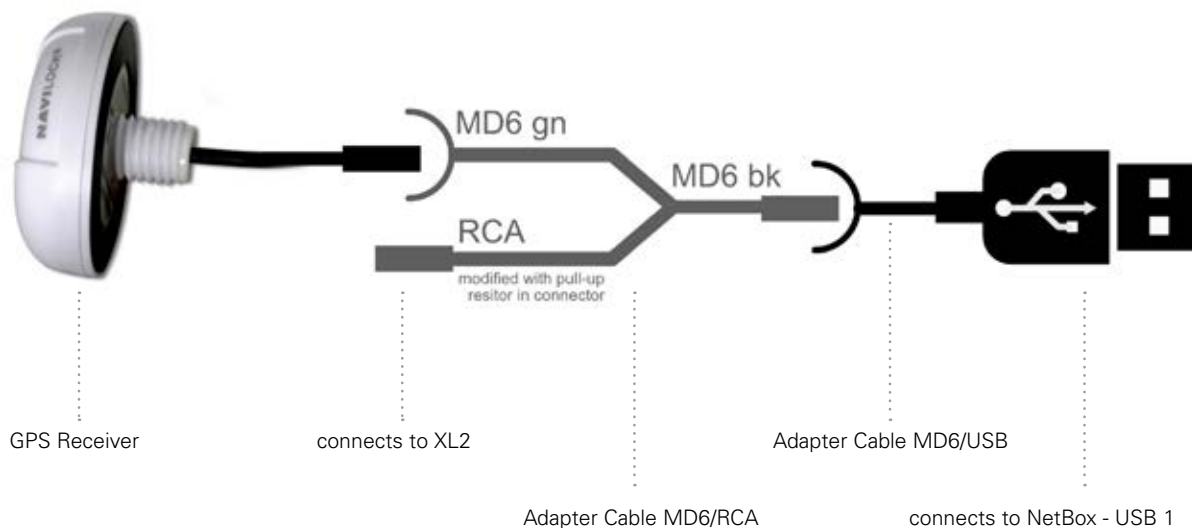 NAVILOCK
MD6 gn
MD6 bk
RCA
modified with pull-up
resitor in connector
GPS Receiver
connects to XL2
Adapter Cable MD6/USB
Adapter Cable MD6/RCA
connects to NetBox - USB 1